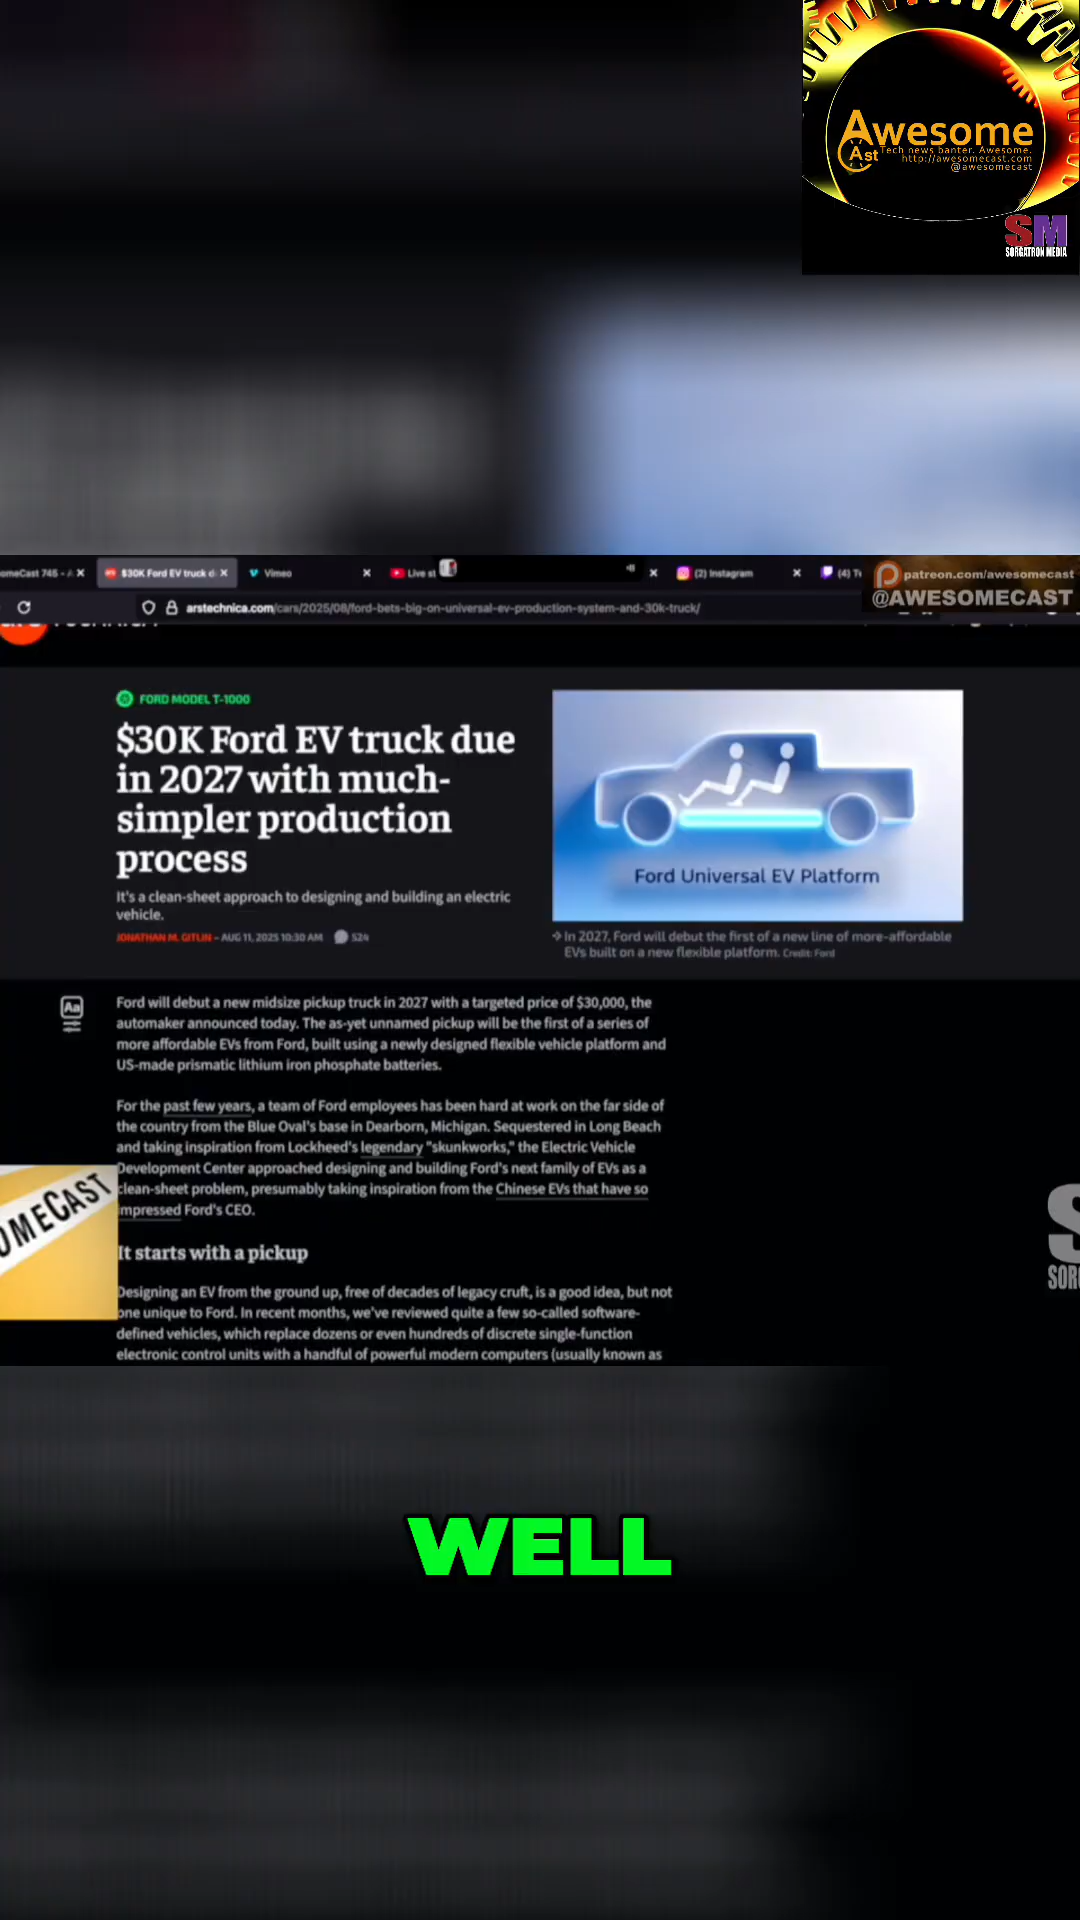 Awesome
Ast
Tech news banter. Awesome.
http://awesomecast.com
@awesomecast
SM
SORGATRON MEDIA
$30K Ford EV truck d
Vimeo
Live st
(2) Instagram
patreon.com/awesomecast
@AWESOMECAST
arstechnica.com/cars/2025/08/ford-bets-big-on-universal-ev-production-system-and-30k-truck/
FORD MODEL T-1000
$30K Ford EV truck due
in 2027 with much-
simpler production
process
It's a clean-sheet approach to designing and building an electric
vehicle.
JONATHAN M. GITLIN – AUG 11, 2025 10:30 AM 524
Ford Universal EV Platform
In 2027, Ford will debut the first of a new line of more-affordable
EVs built on a new flexible platform. Credit: Ford
Aa
Ford will debut a new midsize pickup truck in 2027 with a targeted price of $30,000, the
automaker announced today. The as-yet unnamed pickup will be the first of a series of
more affordable EVs from Ford, built using a newly designed flexible vehicle platform and
US-made prismatic lithium iron phosphate batteries.
For the past few years, a team of Ford employees has been hard at work on the far side of
the country from the Blue Oval's base in Dearborn, Michigan. Sequestered in Long Beach
and taking inspiration from Lockheed's legendary "skunkworks," the Electric Vehicle
Development Center approached designing and building Ford's next family of EVs as a
clean-sheet problem, presumably taking inspiration from the Chinese EVs that have so
impressed Ford's CEO.
OMECAST
It starts with a pickup
Designing an EV from the ground up, free of decades of legacy cruft, is a good idea, but not
one unique to Ford. In recent months, we've reviewed quite a few so-called software-
defined vehicles, which replace dozens or even hundreds of discrete single-function
electronic control units with a handful of powerful modern computers (usually known as
S
SOR
WELL